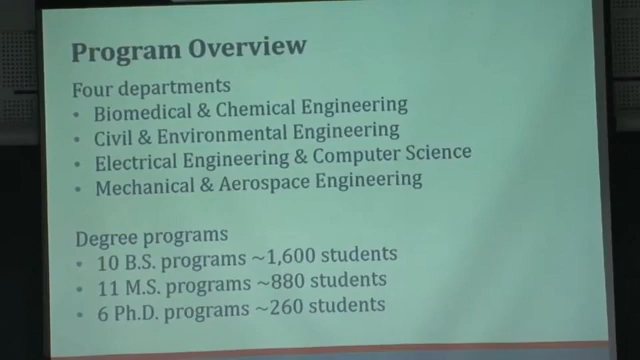 Program Overview
Four departments
• Biomedical & Chemical Engineering
• Civil & Environmental Engineering
• Electrical Engineering & Computer Science
• Mechanical & Aerospace Engineering
Degree programs
• 10 B.S. programs ~1,600 students
• 11 M.S. programs ~880 students
• 6 Ph.D. programs ~260 students